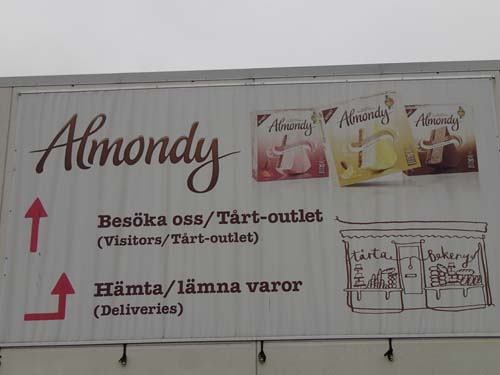 Almondy
Almondy
Almondy
Almondy
Besöka oss/Tårt-outlet
(Visitors/Tårt-outlet)
tårta Bakery
Hämta/lämna varor
(Deliveries)